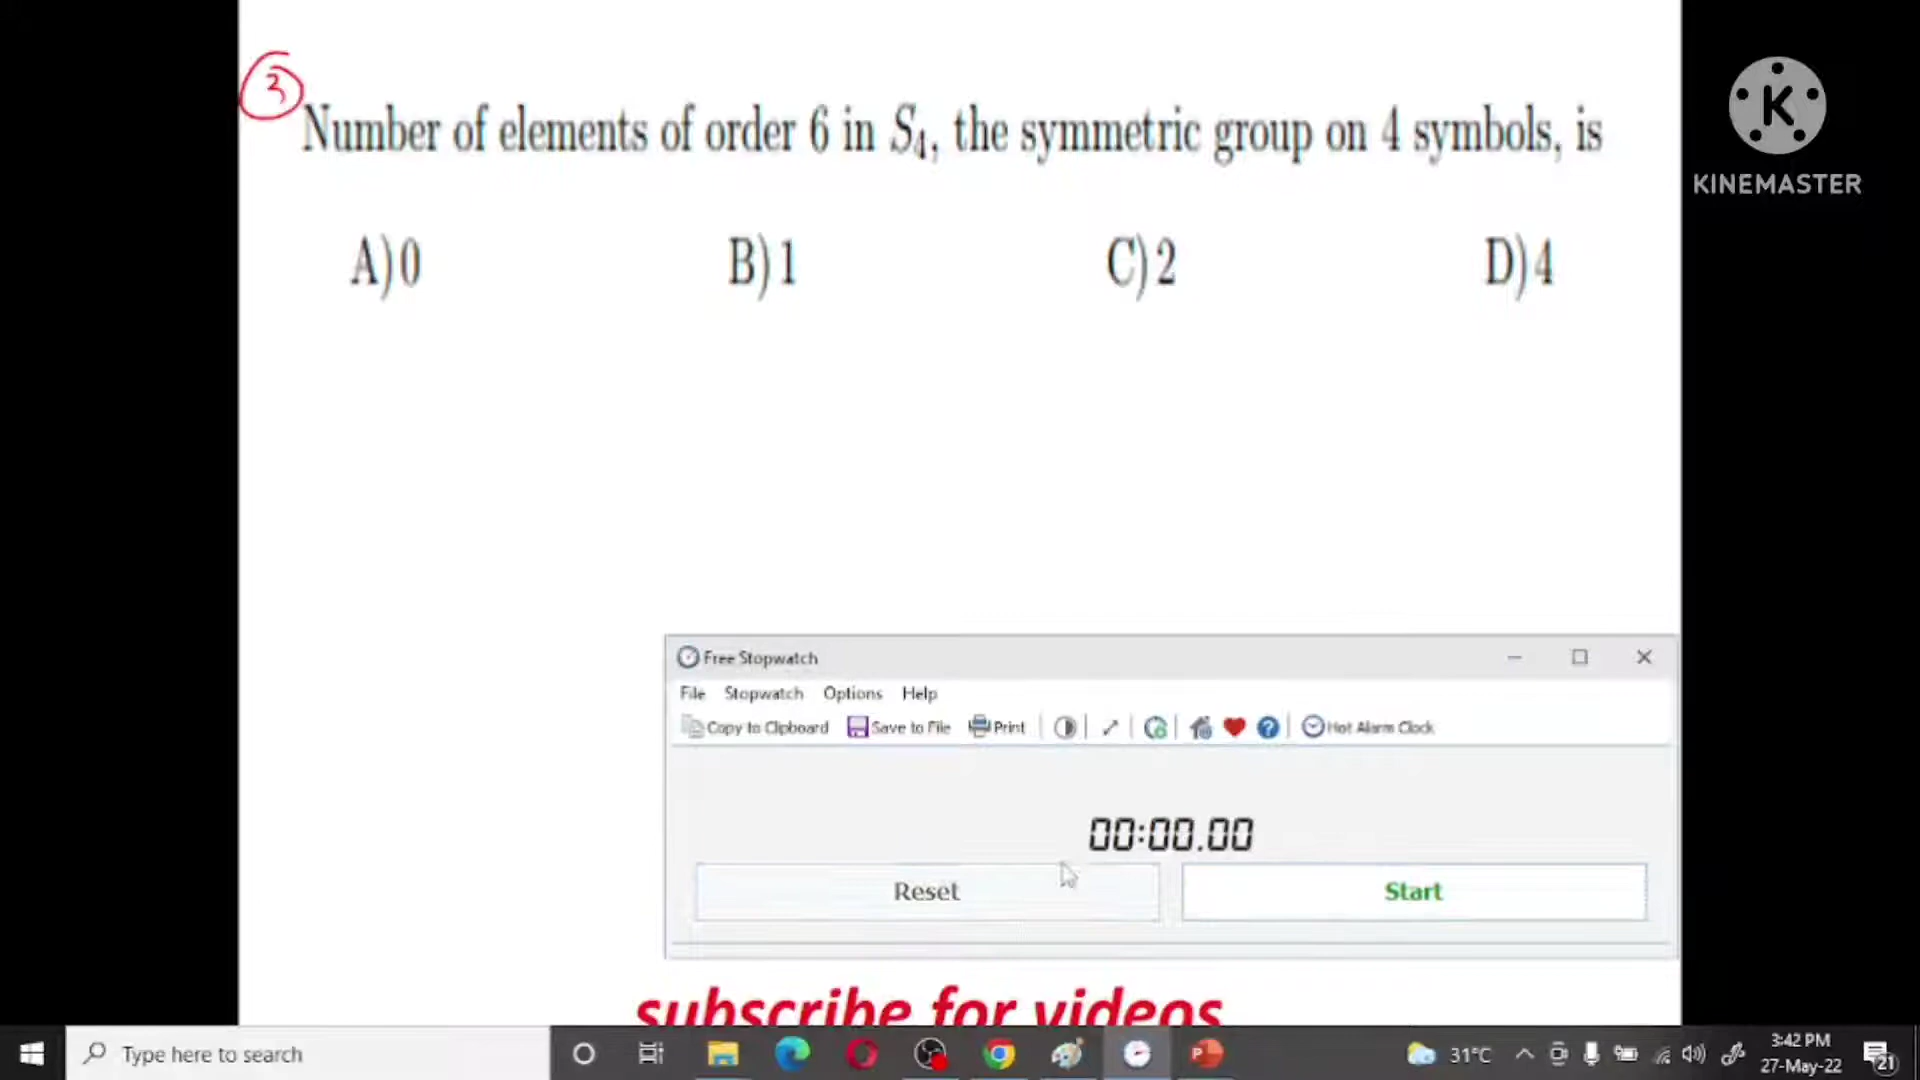 3
Number of elements of order 6 in S₄, the symmetric group on 4 symbols, is
A) 0 B) 1 C) 2 D) 4
K
KINEMASTER
Free Stopwatch
File Stopwatch Options Help
Copy to Clipboard Save to File Print Hot Alarm Clock
00:00.00
Reset Start
subscribe for videos
Type here to search
31°C
3:42 PM
27-May-22
21